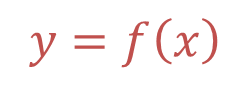 y = f(x)